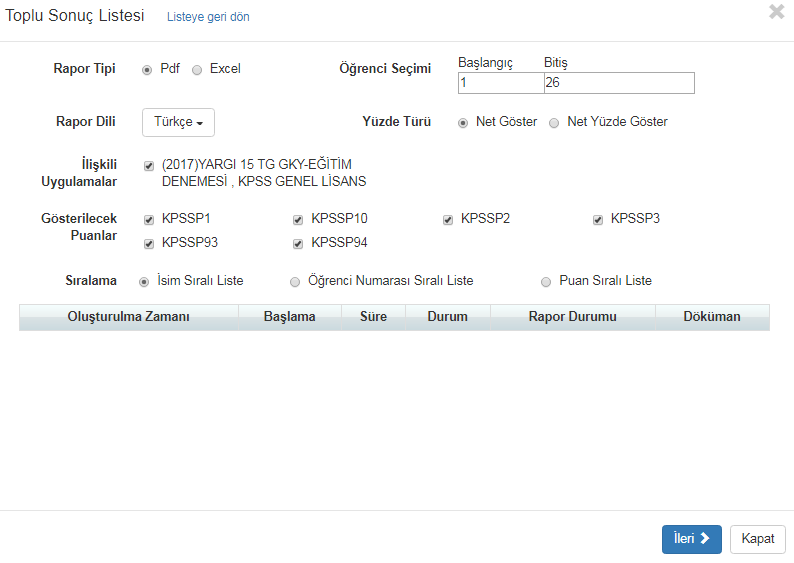 Toplu Sonuç Listesi Listeye geri dön
Rapor Tipi Pdf Excel Öğrenci Seçimi Başlangıç Bitiş
1 26
Rapor Dili Türkçe Yüzde Türü Net Göster Net Yüzde Göster
İlişkili Uygulamalar
(2017)YARGI 15 TG GKY-EĞİTİM
DENEMESİ , KPSS GENEL LİSANS
Gösterilecek Puanlar
KPSSP1 KPSSP10 KPSSP2 KPSSP3
KPSSP93 KPSSP94
Sıralama İsim Sıralı Liste Öğrenci Numarası Sıralı Liste Puan Sıralı Liste
Oluşturulma Zamanı Başlama Süre Durum Rapor Durumu Döküman
İleri Kapat